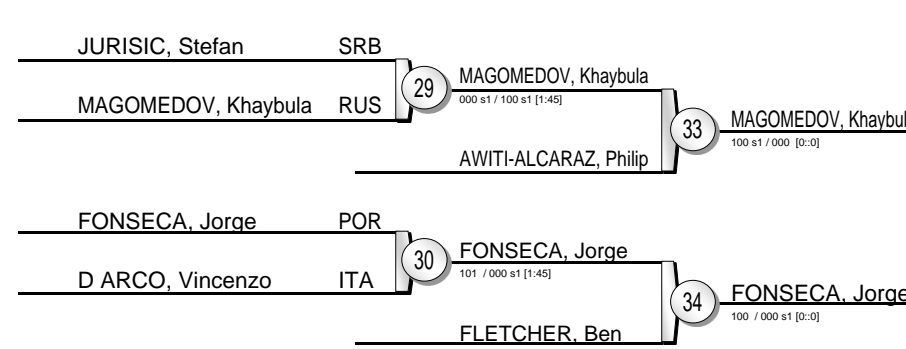 JURISIC, Stefan SRB
MAGOMEDOV, Khaybula RUS
29
MAGOMEDOV, Khaybula
000 s1 / 100 s1 [1:45]
AWITI-ALCARAZ, Philip
33
MAGOMEDOV, Khaybul
100 s1 / 000 [0::0]
FONSECA, Jorge POR
D ARCO, Vincenzo ITA
30
FONSECA, Jorge
101 / 000 s1 [1:45]
FLETCHER, Ben
34
FONSECA, Jorge
100 / 000 s1 [0::0]